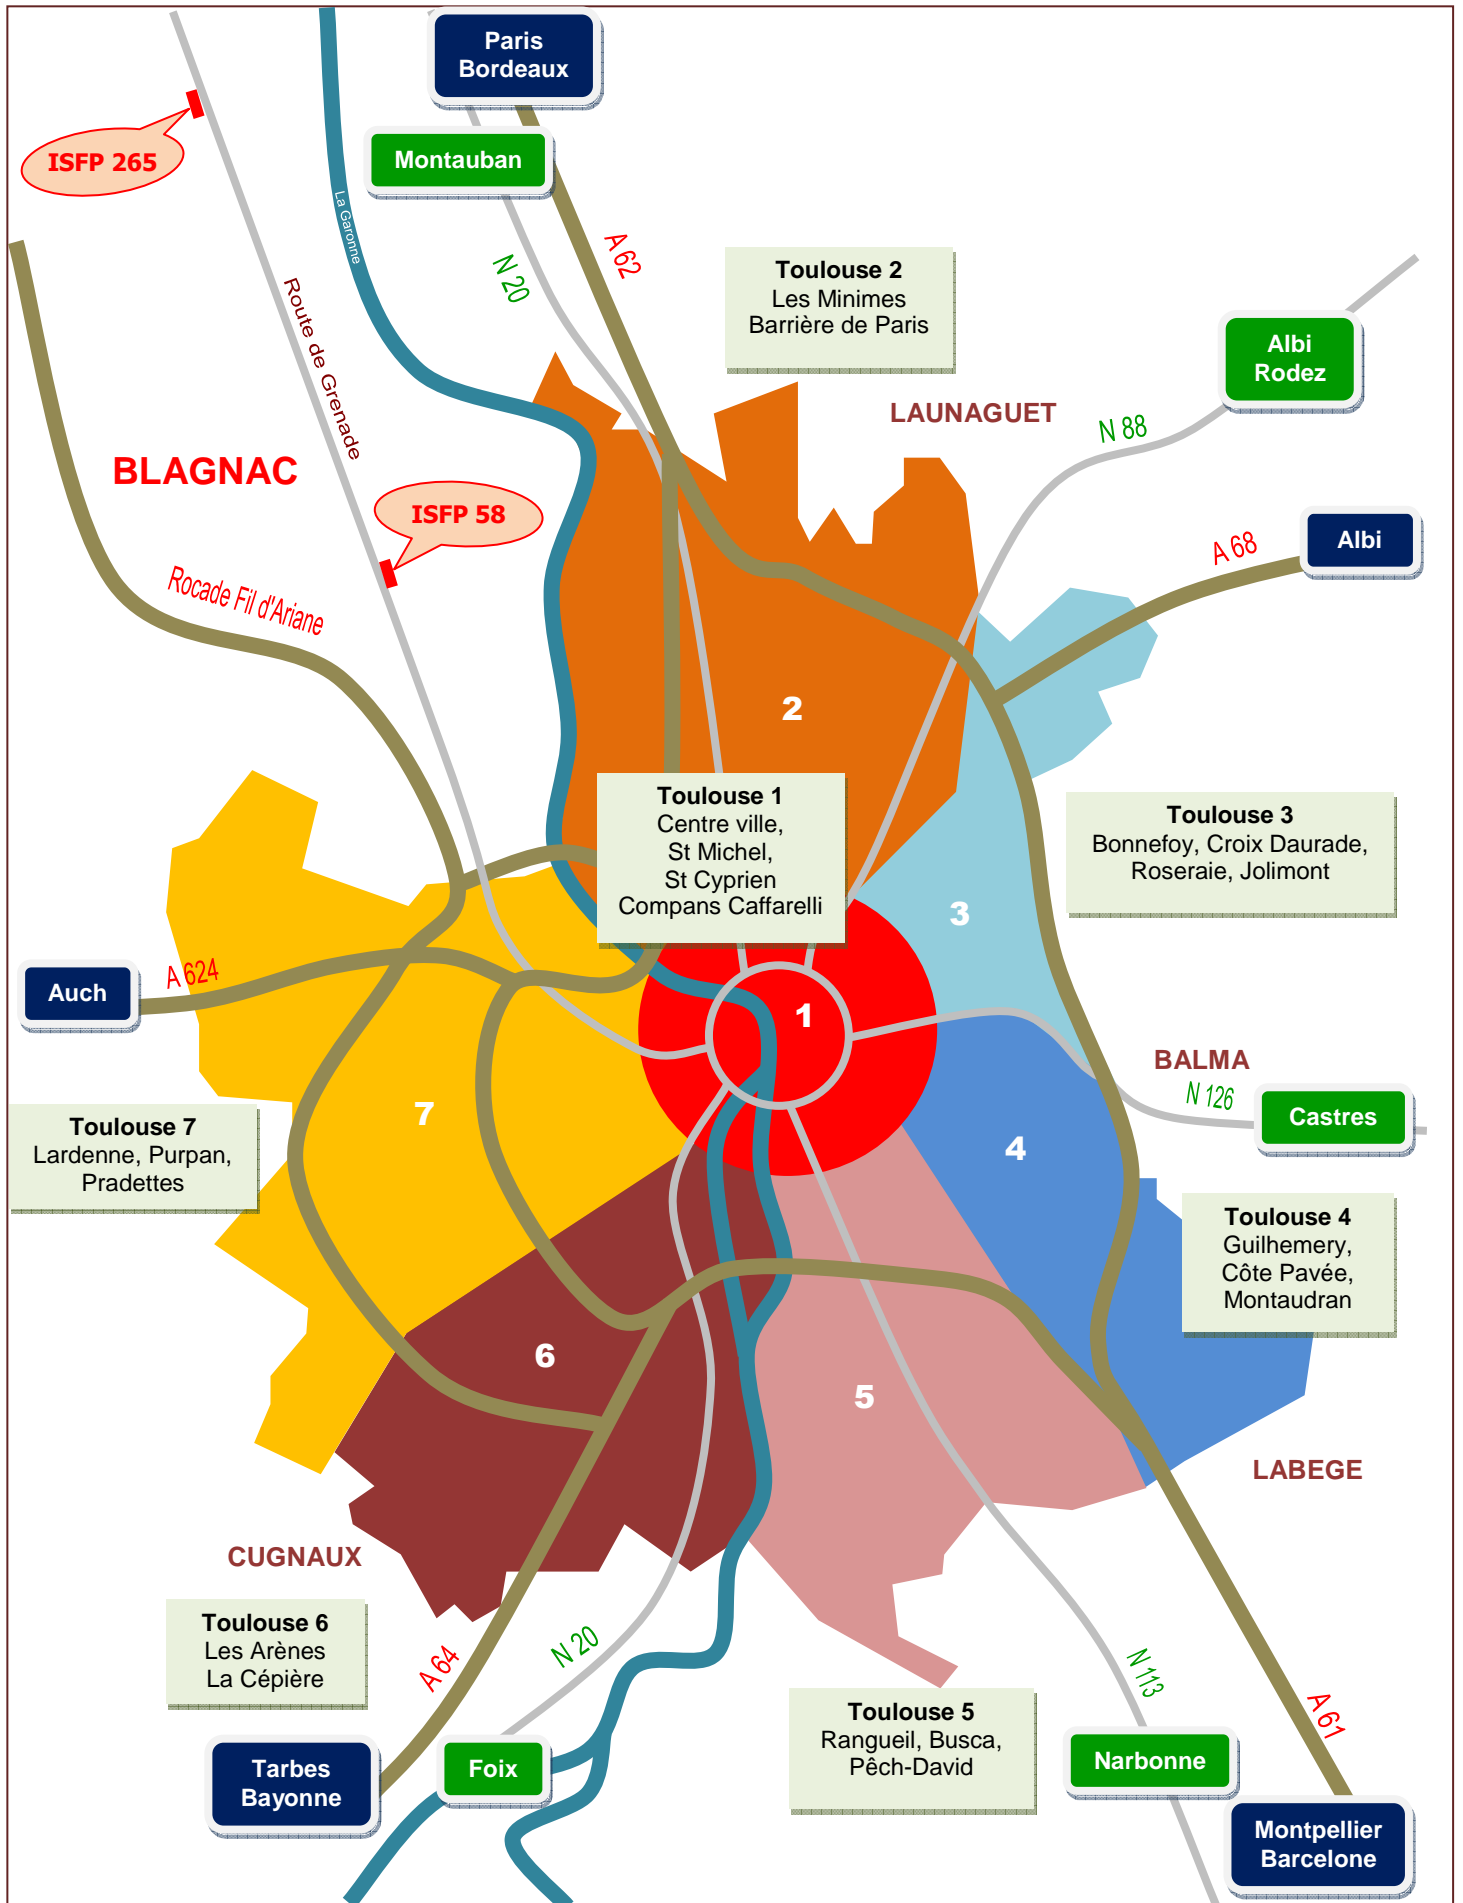 Paris
Bordeaux
ISFP 265
Montauban
La Garonne
N 20
A 62
Toulouse 2
Les Minimes
Barrière de Paris
Route de Grenade
Albi
Rodez
LAUNAGUET
N 88
BLAGNAC
ISFP 58
A 68
Albi
Rocade Fil d'Ariane
2
Toulouse 1
Centre ville,
St Michel,
St Cyprien
Compans Caffarelli
Toulouse 3
Bonnefoy, Croix Daurade,
Roseraie, Jolimont
3
Auch
A 624
1
BALMA
N 126
Castres
7
Toulouse 7
Lardenne, Purpan,
Pradettes
4
Toulouse 4
Guilhemery,
Côte Pavée,
Montaudran
6
5
LABEGE
CUGNAUX
Toulouse 6
Les Arènes
La Cépière
A 64
N 20
N 113
Toulouse 5
Rangueil, Busca,
Pêch-David
A 61
Tarbes
Bayonne
Foix
Narbonne
Montpellier
Barcelone